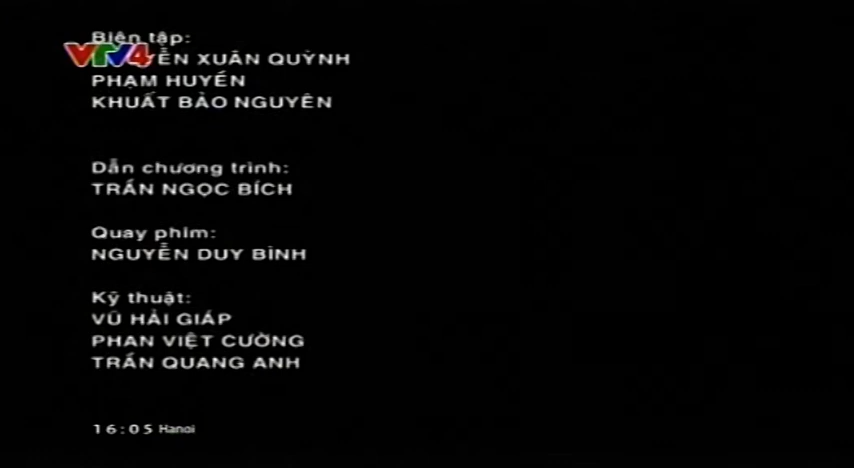 Biên tập:
VTV4
XUÂN QUỲNH
PHẠM HUYỀN
KHUẤT BẢO NGUYÊN
Dẫn chương trình:
TRẦN NGỌC BÍCH
Quay phim:
NGUYỄN DUY BÌNH
Kỹ thuật:
VŨ HẢI GIÁP
PHAN VIỆT CƯỜNG
TRẦN QUANG ANH
16:05 Hanoi